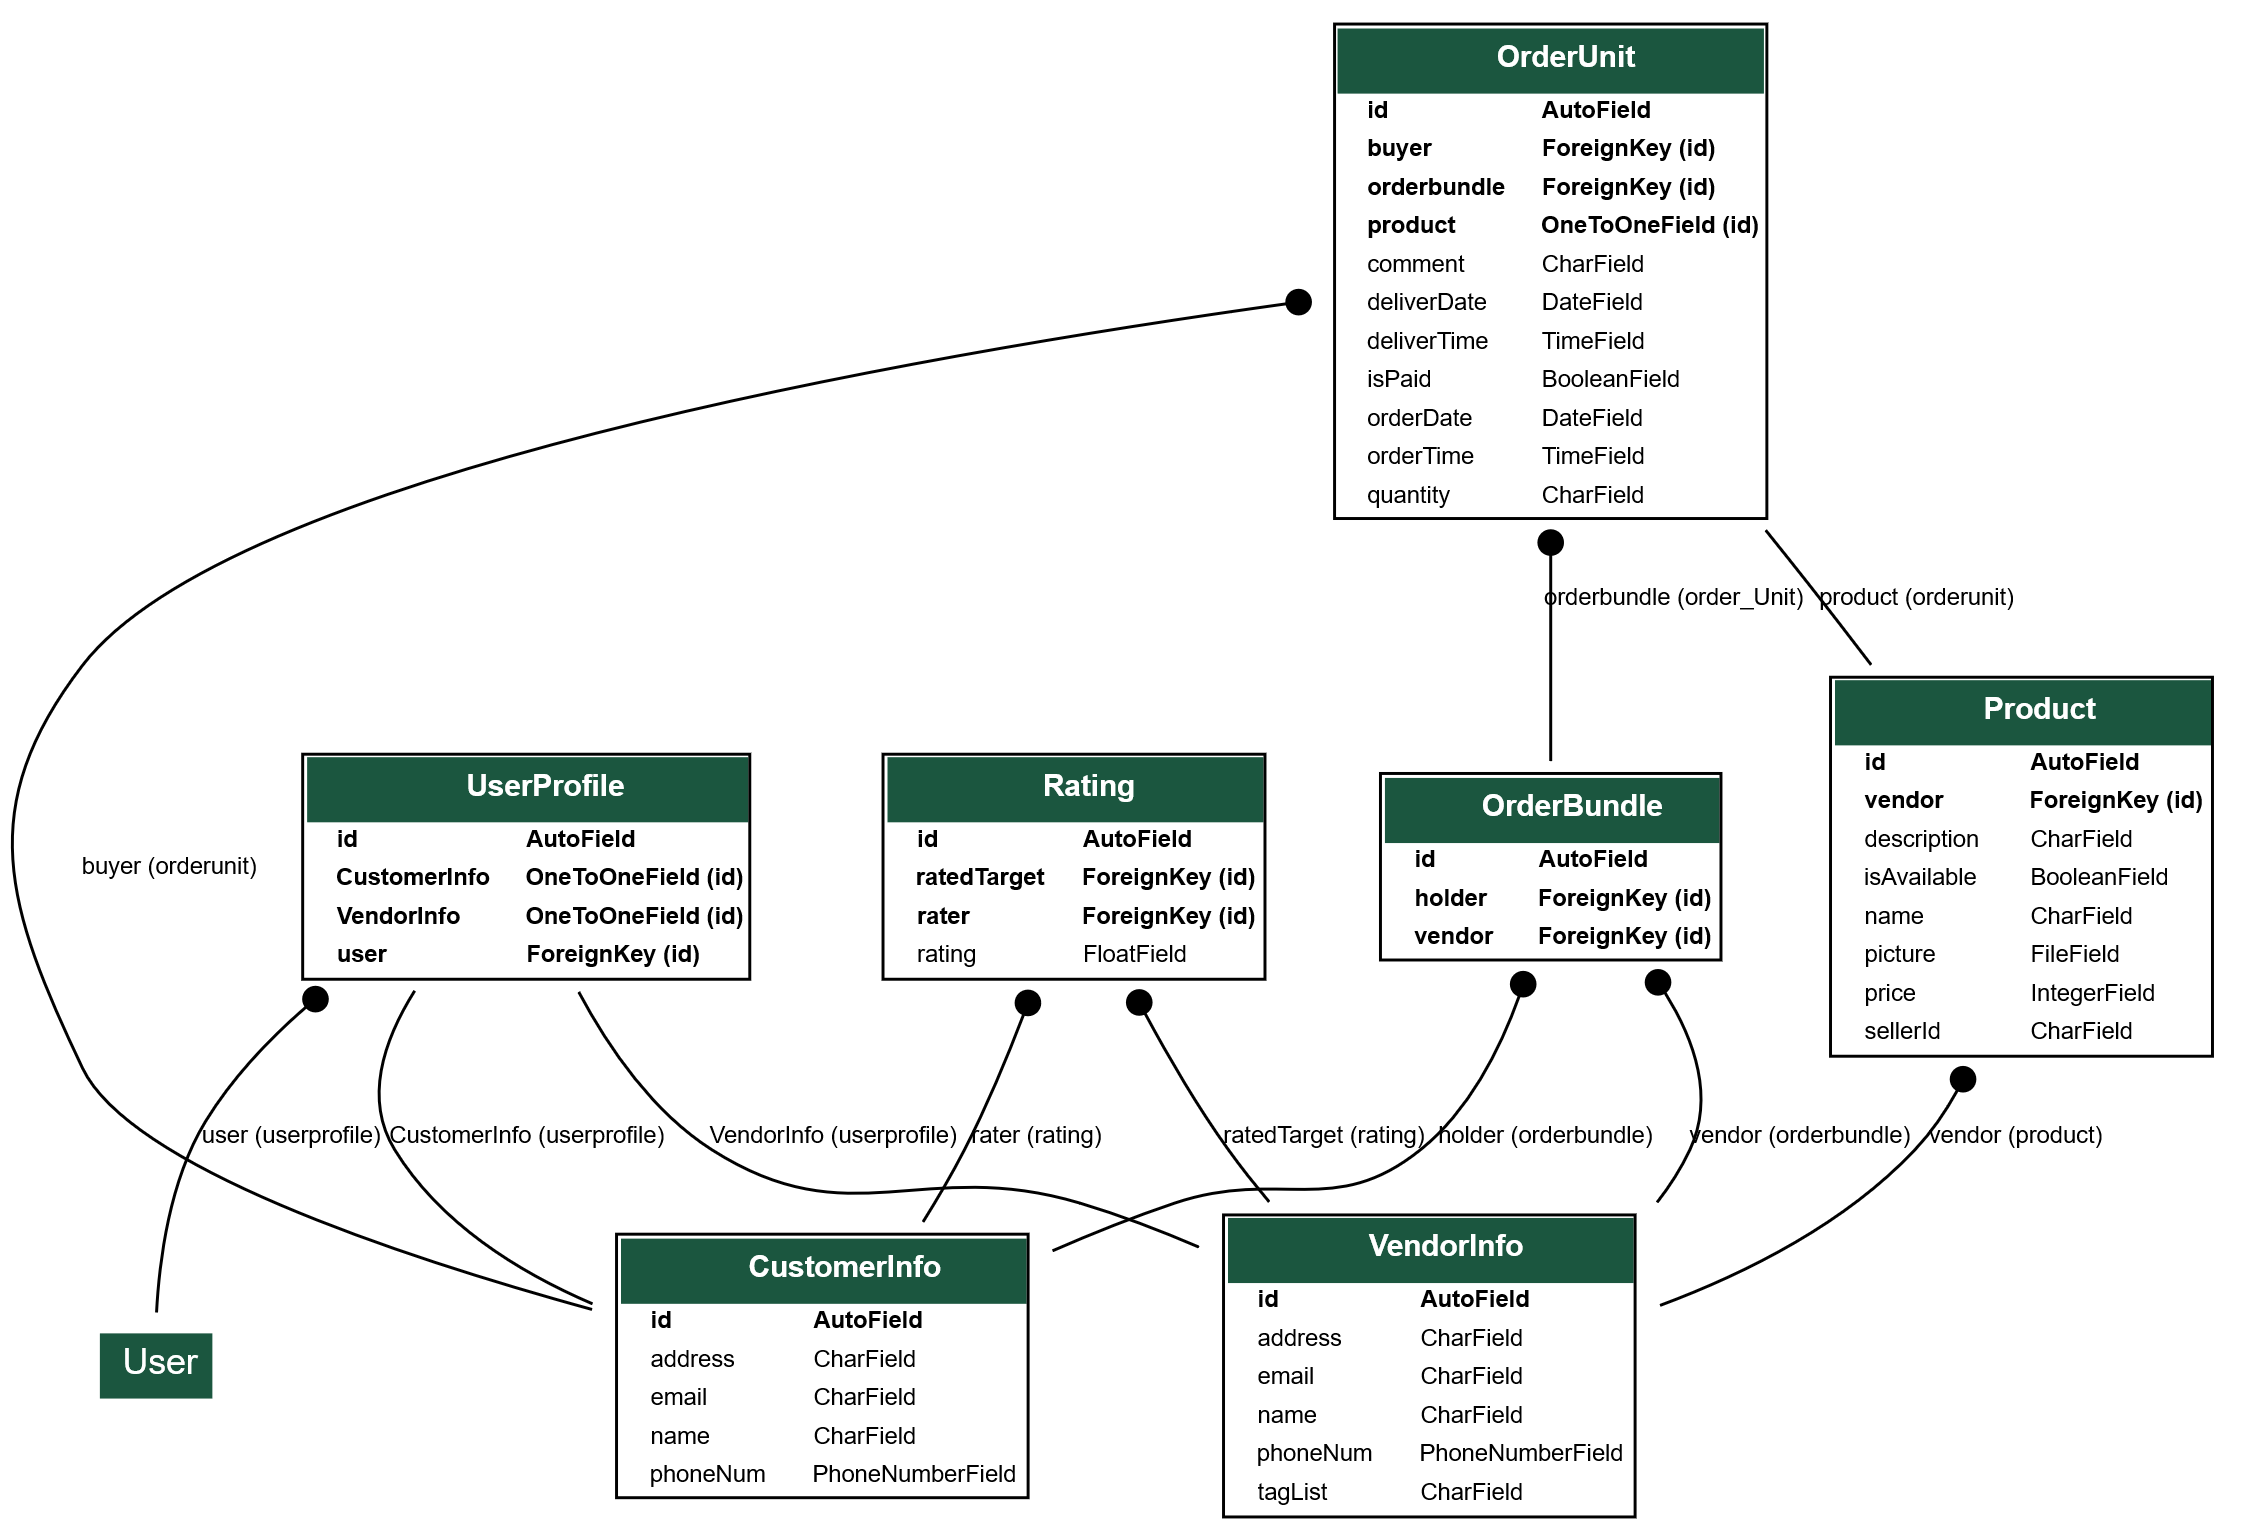 OrderUnit
id AutoField
buyer ForeignKey (id)
orderbundle ForeignKey (id)
product OneToOneField (id)
comment CharField
deliverDate DateField
deliverTime TimeField
isPaid BooleanField
orderDate DateField
orderTime TimeField
quantity CharField
orderbundle (order_Unit) product (orderunit)
Product
id AutoField
vendor ForeignKey (id)
description CharField
isAvailable BooleanField
name CharField
picture FileField
price IntegerField
sellerId CharField
UserProfile
id AutoField
CustomerInfo OneToOneField (id)
VendorInfo OneToOneField (id)
user ForeignKey (id)
Rating
id AutoField
ratedTarget ForeignKey (id)
rater ForeignKey (id)
rating FloatField
OrderBundle
id AutoField
holder ForeignKey (id)
vendor ForeignKey (id)
buyer (orderunit)
user (userprofile) CustomerInfo (userprofile) VendorInfo (userprofile) rater (rating) ratedTarget (rating) holder (orderbundle) vendor (orderbundle) vendor (product)
User
CustomerInfo
id AutoField
address CharField
email CharField
name CharField
phoneNum PhoneNumberField
VendorInfo
id AutoField
address CharField
email CharField
name CharField
phoneNum PhoneNumberField
tagList CharField